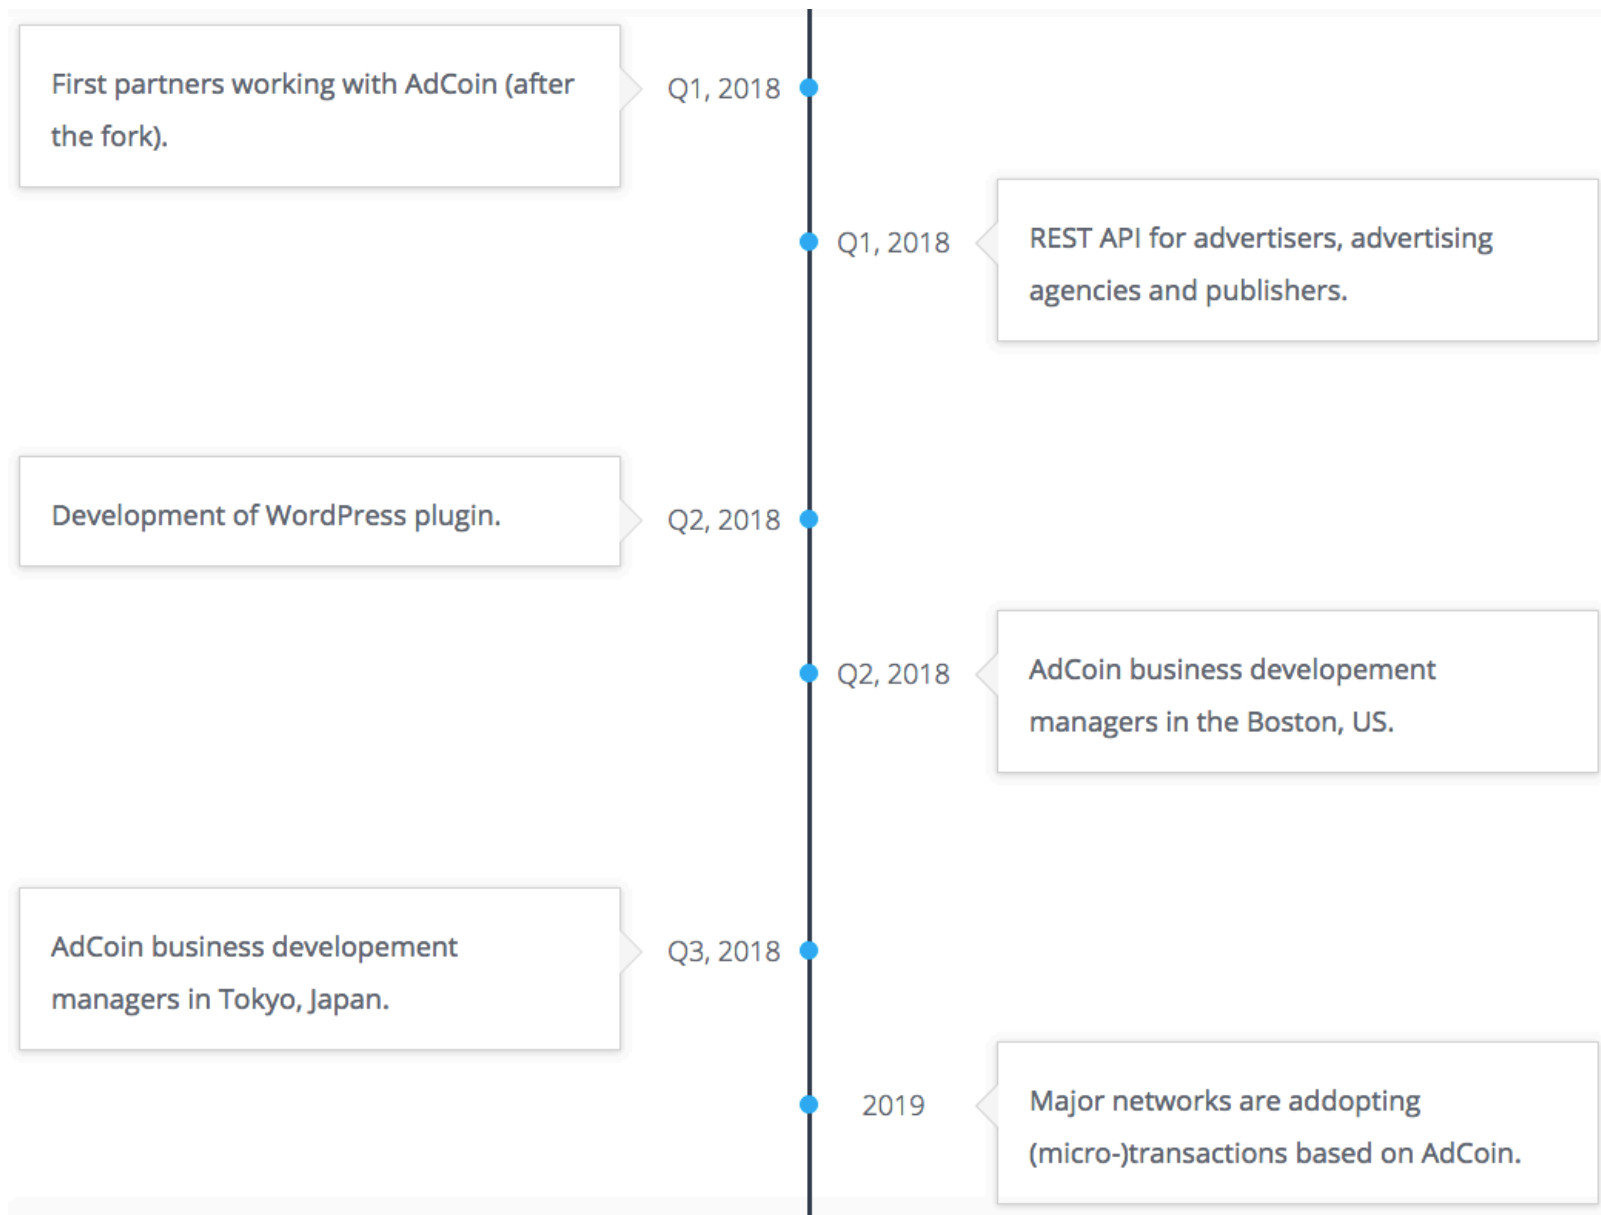 First partners working with AdCoin (after
the fork).
Q1, 2018
Q1, 2018
REST API for advertisers, advertising
agencies and publishers.
Development of WordPress plugin.
Q2, 2018
Q2, 2018
AdCoin business developement
managers in the Boston, US.
AdCoin business developement
managers in Tokyo, Japan.
Q3, 2018
2019
Major networks are addopting
(micro-)transactions based on AdCoin.